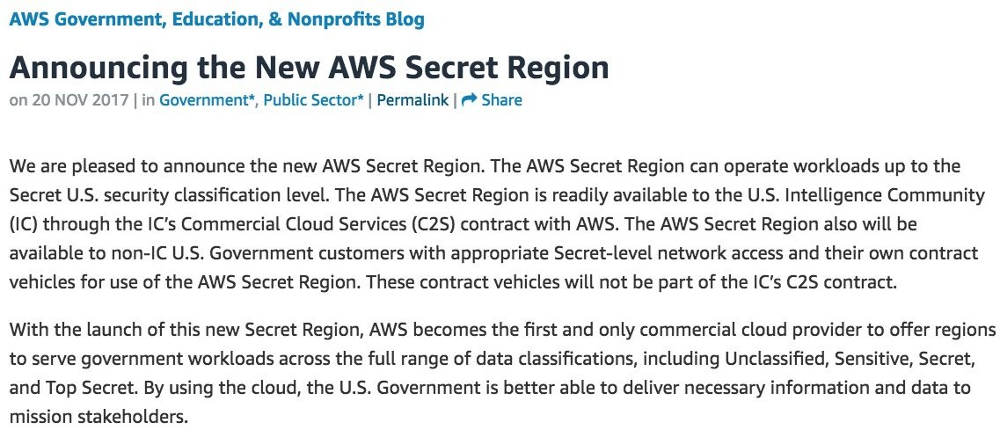 AWS Government, Education, & Nonprofits Blog
Announcing the New AWS Secret Region
on 20 NOV 2017 | in Government*, Public Sector* | Permalink | Share
We are pleased to announce the new AWS Secret Region. The AWS Secret Region can operate workloads up to the
Secret U.S. security classification level. The AWS Secret Region is readily available to the U.S. Intelligence Community
(IC) through the IC’s Commercial Cloud Services (C2S) contract with AWS. The AWS Secret Region also will be
available to non-IC U.S. Government customers with appropriate Secret-level network access and their own contract
vehicles for use of the AWS Secret Region. These contract vehicles will not be part of the IC’s C2S contract.
With the launch of this new Secret Region, AWS becomes the first and only commercial cloud provider to offer regions
to serve government workloads across the full range of data classifications, including Unclassified, Sensitive, Secret,
and Top Secret. By using the cloud, the U.S. Government is better able to deliver necessary information and data to
mission stakeholders.